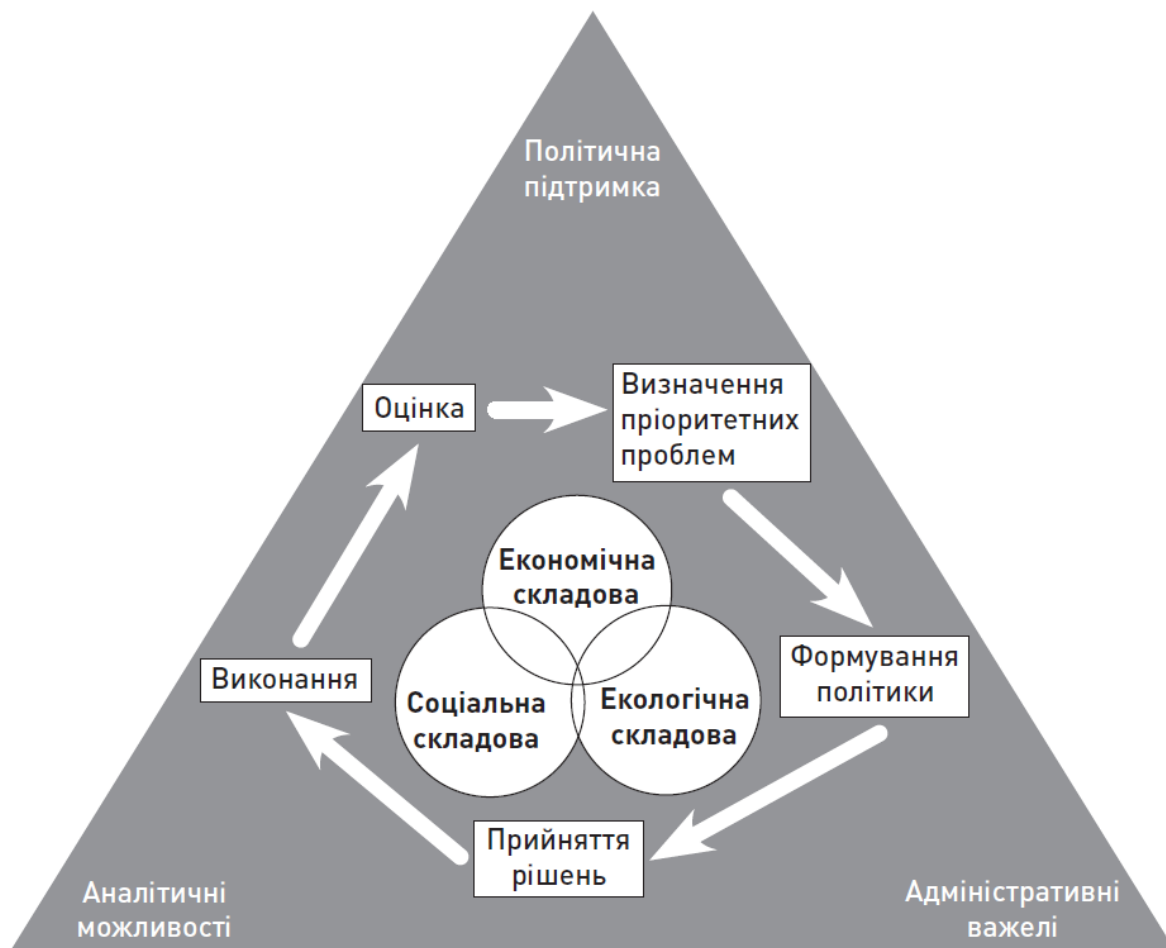 Політична
підтримка
Оцінка
Визначення
пріоритетних
проблем
Економічна
складова
Формування
політики
Виконання
Соціальна
складова
Екологічна
складова
Прийняття
рішень
Аналітичні
можливості
Адміністративні
важелі